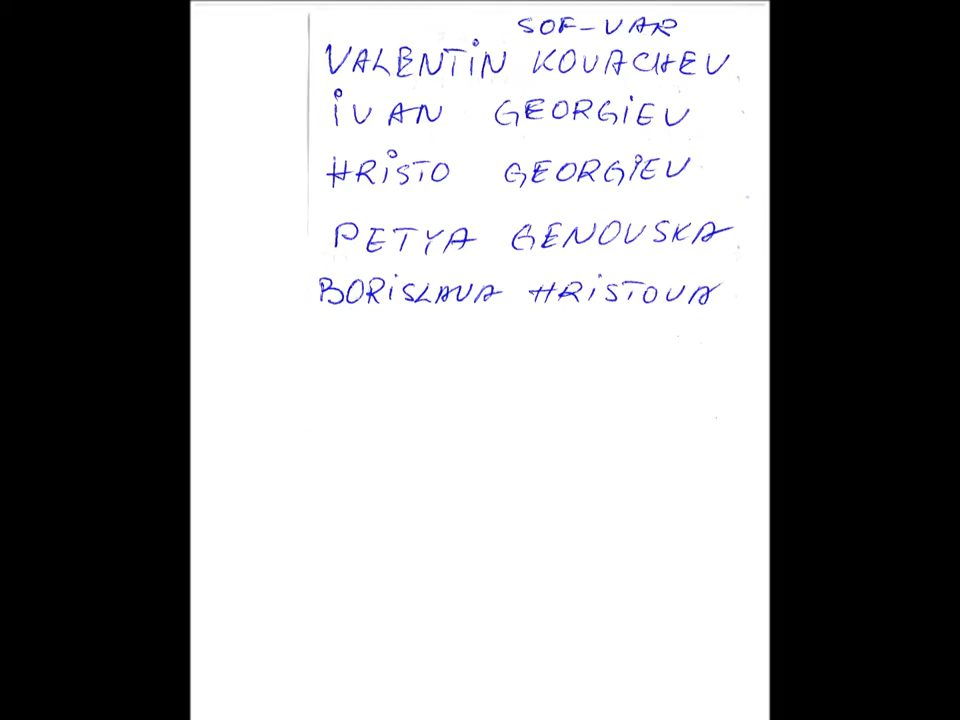 SOF-VAR
VALENTIN KOVACHEV
IVAN GEORGIEV
HRISTO GEORGIEV
PETYA GENOVSKA
BORISLAVA HRISTOVA